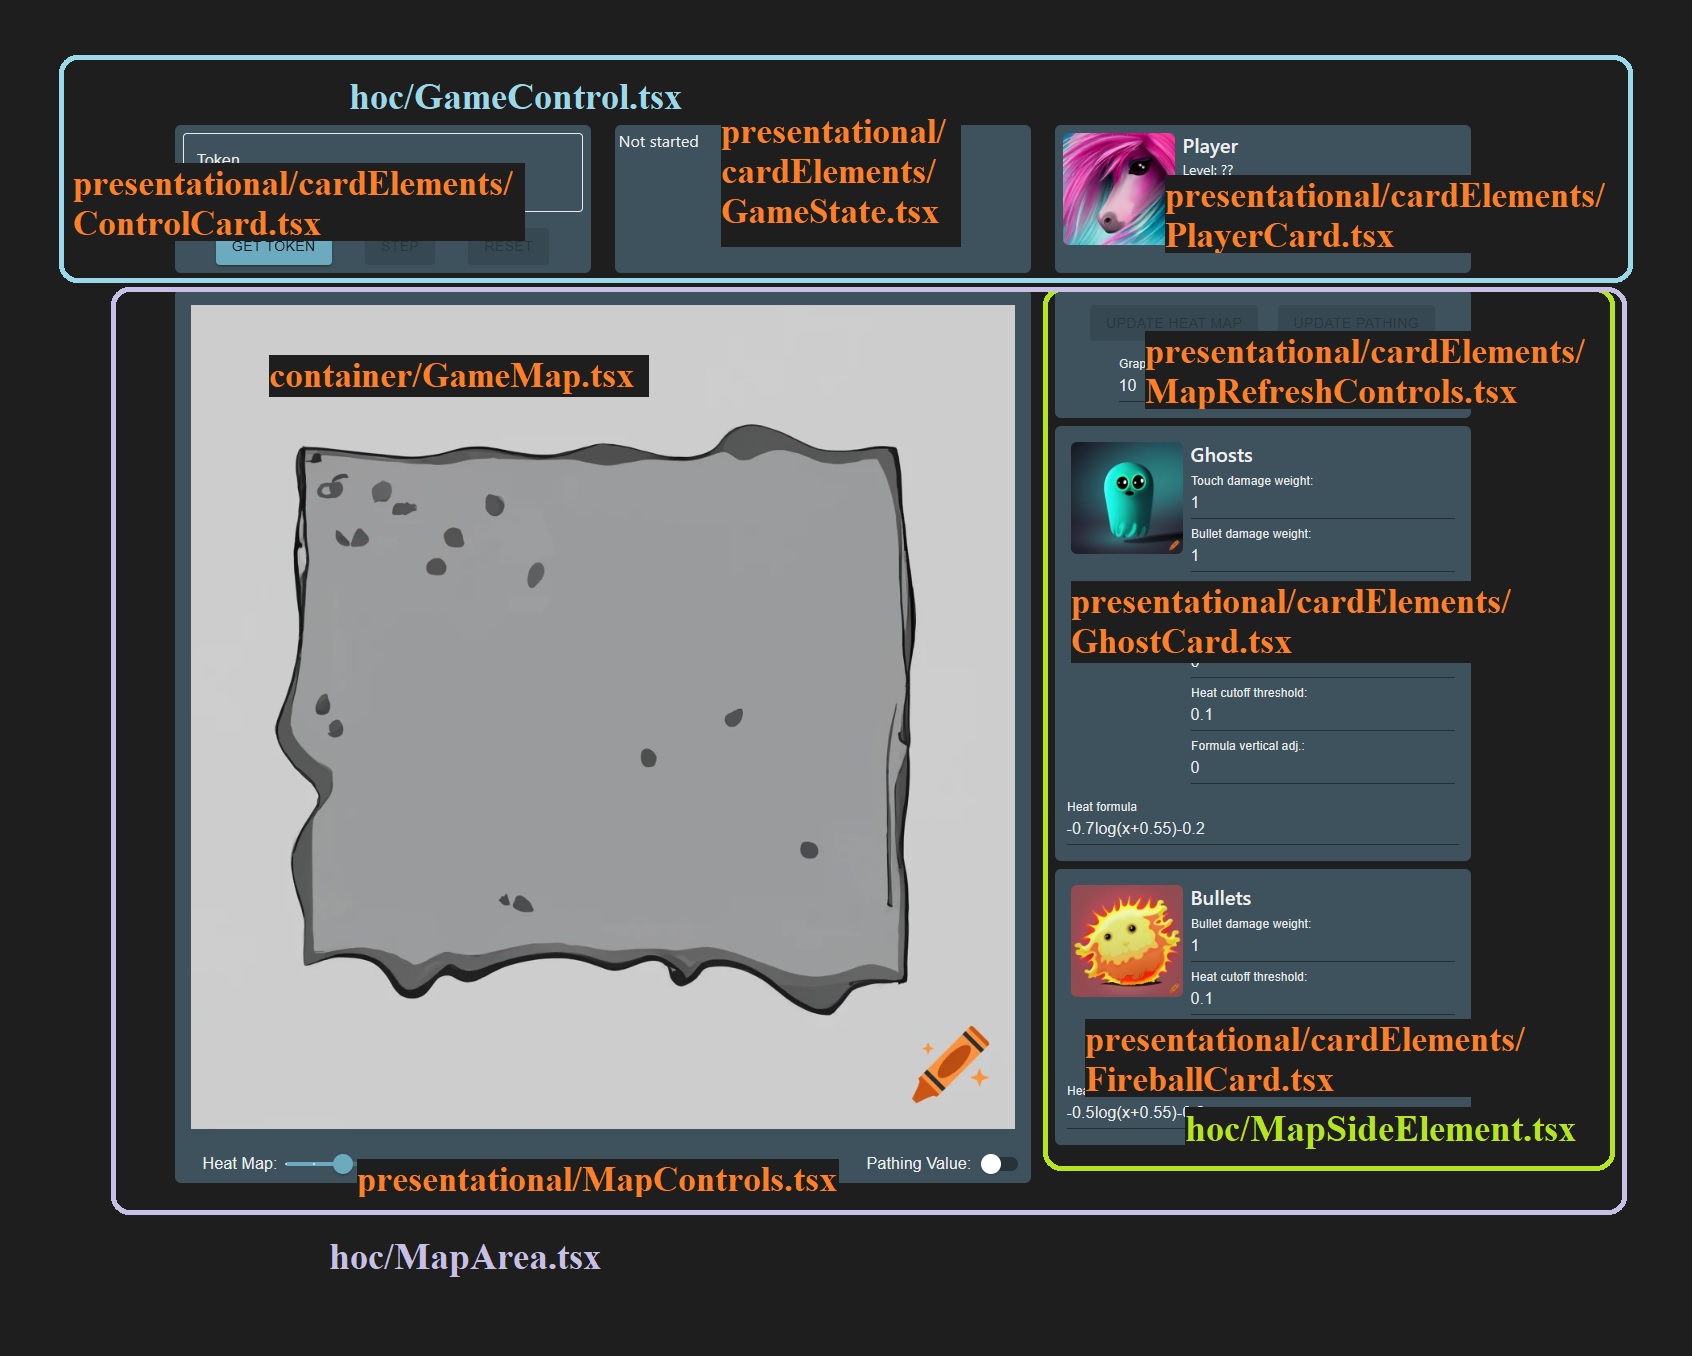 hoc/GameControl.tsx
Token
presentational/cardElements/
ControlCard.tsx
GET TOKEN
STEP
RESET
Not started
presentational/
cardElements/
GameState.tsx
Player
Level: ??
presentational/cardElements/
PlayerCard.tsx
container/GameMap.tsx
Heat Map:
presentational/MapControls.tsx
Pathing Value:
UPDATE HEAT MAP
UPDATE PATHING
10
presentational/cardElements/
MapRefreshControls.tsx
Ghosts
Touch damage weight:
1
Bullet damage weight:
1
presentational/cardElements/
GhostCard.tsx
Heat cutoff threshold:
0.1
Formula vertical adj.:
0
Heat formula
-0.7log(x+0.55)-0.2
Bullets
Bullet damage weight:
1
Heat cutoff threshold:
0.1
presentational/cardElements/
FireballCard.tsx
-0.5log(x+0.55)-
hoc/MapSideElement.tsx
hoc/MapArea.tsx